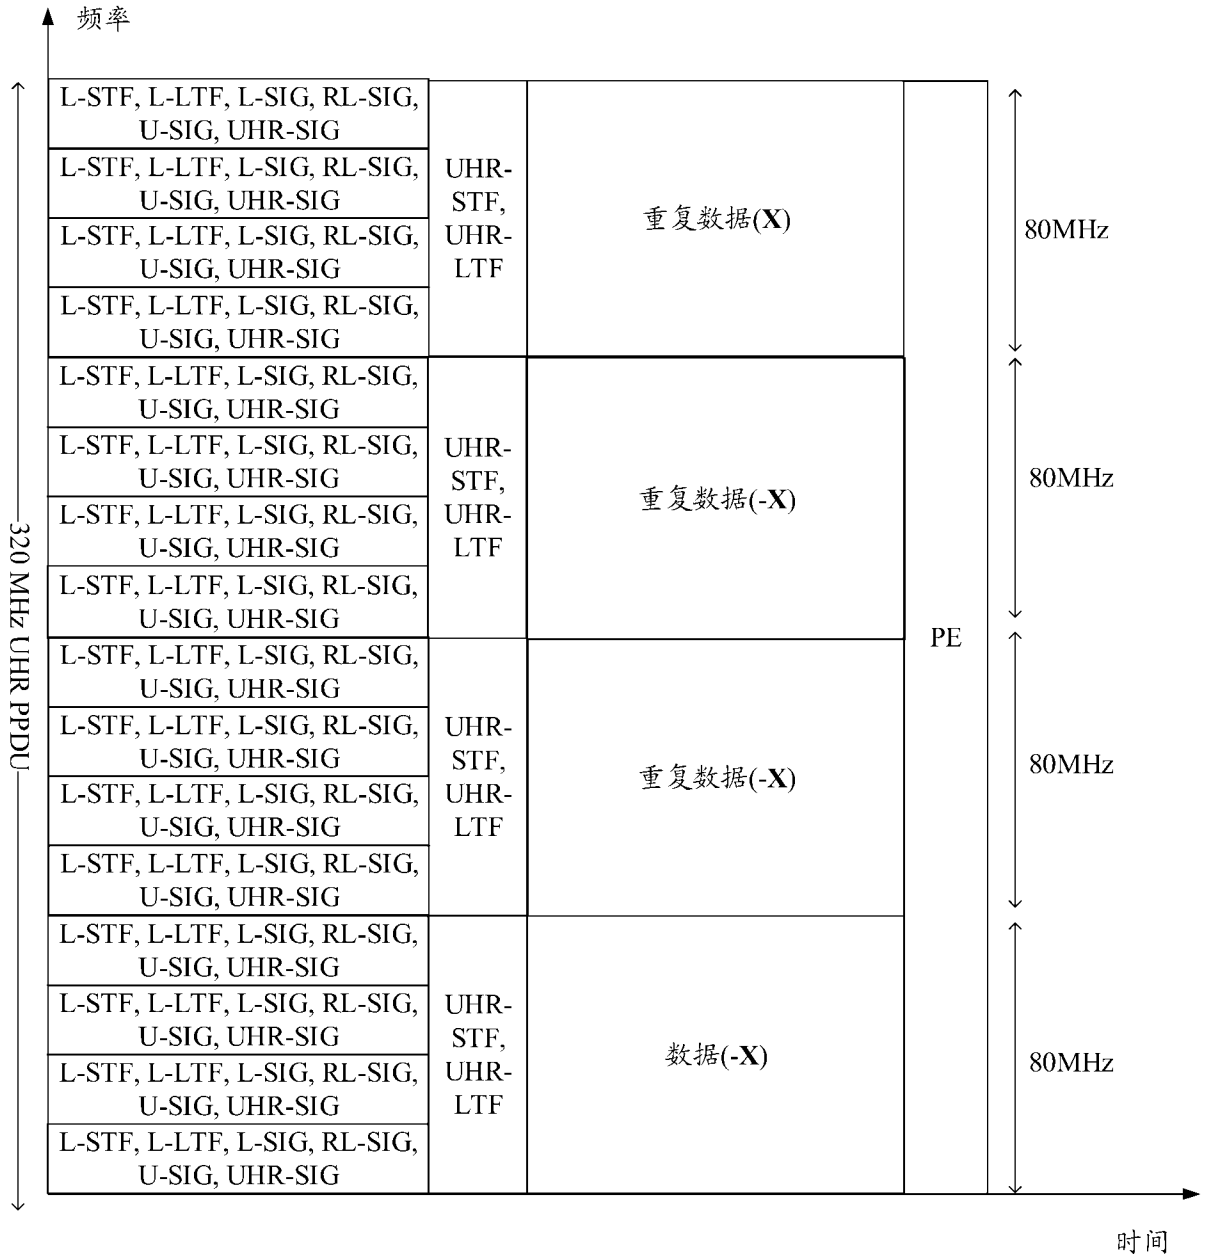 频率
L-STF, L-LTF, L-SIG, RL-SIG,
U-SIG, UHR-SIG
L-STF, L-LTF, L-SIG, RL-SIG,
U-SIG, UHR-SIG
L-STF, L-LTF, L-SIG, RL-SIG,
U-SIG, UHR-SIG
L-STF, L-LTF, L-SIG, RL-SIG,
U-SIG, UHR-SIG
UHR-
STF,
UHR-
LTF
重复数据(X)
80MHz
L-STF, L-LTF, L-SIG, RL-SIG,
U-SIG, UHR-SIG
L-STF, L-LTF, L-SIG, RL-SIG,
U-SIG, UHR-SIG
L-STF, L-LTF, L-SIG, RL-SIG,
U-SIG, UHR-SIG
L-STF, L-LTF, L-SIG, RL-SIG,
U-SIG, UHR-SIG
UHR-
STF,
UHR-
LTF
重复数据(-X)
80MHz
320 MHz UHR PPDU
PE
L-STF, L-LTF, L-SIG, RL-SIG,
U-SIG, UHR-SIG
L-STF, L-LTF, L-SIG, RL-SIG,
U-SIG, UHR-SIG
L-STF, L-LTF, L-SIG, RL-SIG,
U-SIG, UHR-SIG
L-STF, L-LTF, L-SIG, RL-SIG,
U-SIG, UHR-SIG
UHR-
STF,
UHR-
LTF
重复数据(-X)
80MHz
L-STF, L-LTF, L-SIG, RL-SIG,
U-SIG, UHR-SIG
L-STF, L-LTF, L-SIG, RL-SIG,
U-SIG, UHR-SIG
L-STF, L-LTF, L-SIG, RL-SIG,
U-SIG, UHR-SIG
L-STF, L-LTF, L-SIG, RL-SIG,
U-SIG, UHR-SIG
UHR-
STF,
UHR-
LTF
数据(-X)
80MHz
时间